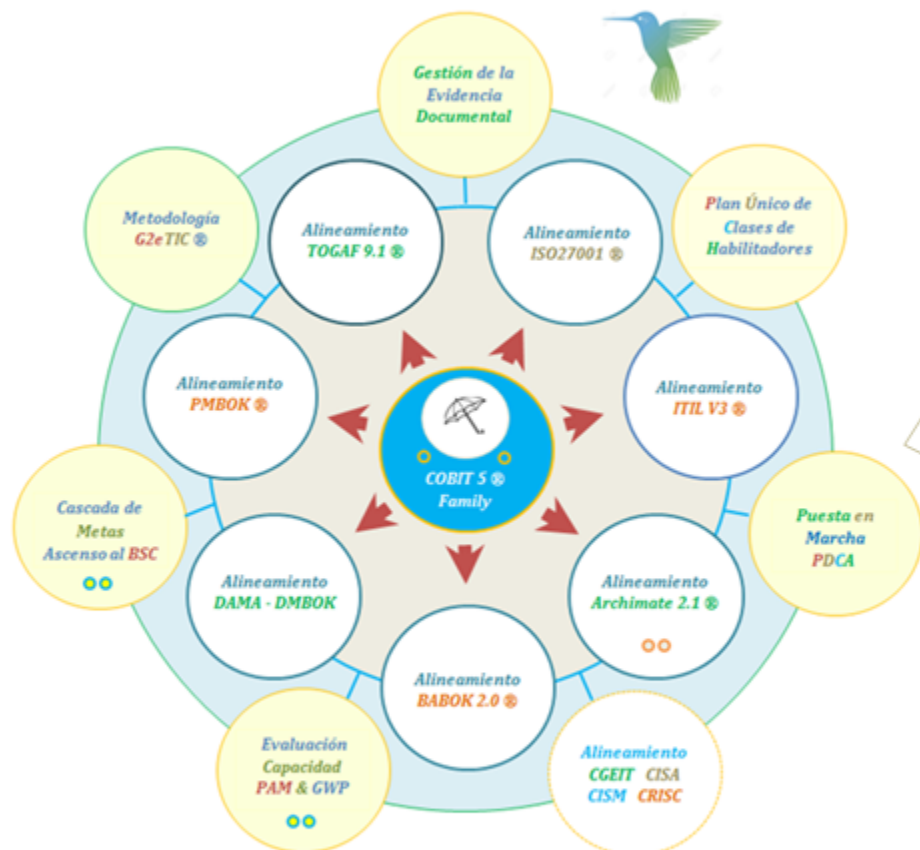 Gestión de la
Evidencia
Documental
Metodología
G2eTIC ®
Alineamiento
TOGAF 9.1 ®
Alineamiento
ISO27001 ®
Plan Único de
Clases de
Habilitadores
Alineamiento
PMBOK ®
Alineamiento
ITIL V3 ®
COBIT 5 ®
Family
Cascada de
Metas
Ascenso al BSC
Puesta en
Marcha
PDCA
Alineamiento
DAMA - DMBOK
Alineamiento
Archimate 2.1 ®
Alineamiento
BABOK 2.0 ®
Evaluación
Capacidad
PAM & GWP
Alineamiento
CGEIT CISA
CISM CRISC